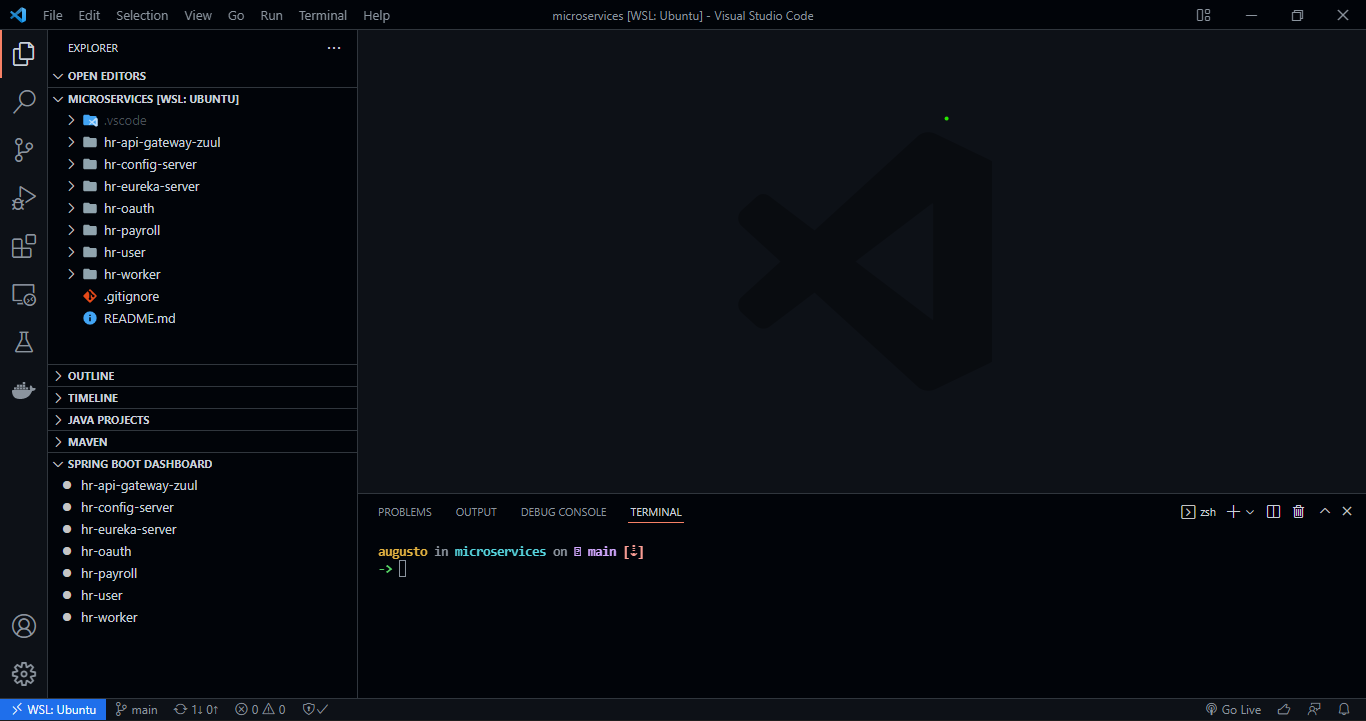 File Edit Selection View Go Run Terminal Help microservices [WSL: Ubuntu] - Visual Studio Code
EXPLORER
OPEN EDITORS
MICROSERVICES [WSL: UBUNTU]
.vscode
hr-api-gateway-zuul
hr-config-server
hr-eureka-server
hr-oauth
hr-payroll
hr-user
hr-worker
.gitignore
README.md
OUTLINE
TIMELINE
JAVA PROJECTS
MAVEN
SPRING BOOT DASHBOARD
hr-api-gateway-zuul
hr-config-server
hr-eureka-server
hr-oauth
hr-payroll
hr-user
hr-worker
PROBLEMS OUTPUT DEBUG CONSOLE TERMINAL zsh
augusto in microservices on main [⇣]
->
WSL: Ubuntu main 1↓ 0↑ 0 0 Go Live